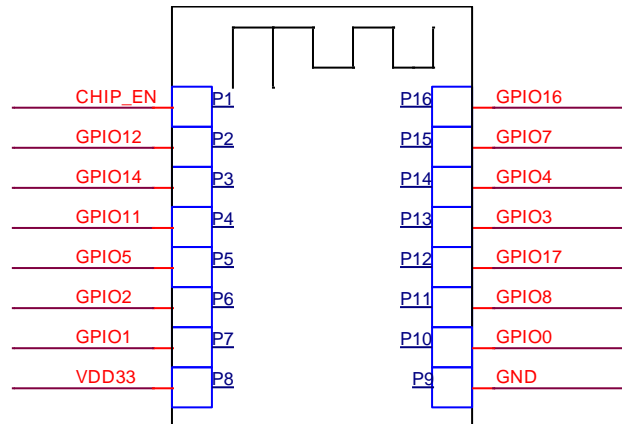 CHIP_EN P1 P16 GPIO16
GPIO12 P2 P15 GPIO7
GPIO14 P3 P14 GPIO4
GPIO11 P4 P13 GPIO3
GPIO5 P5 P12 GPIO17
GPIO2 P6 P11 GPIO8
GPIO1 P7 P10 GPIO0
VDD33 P8 P9 GND